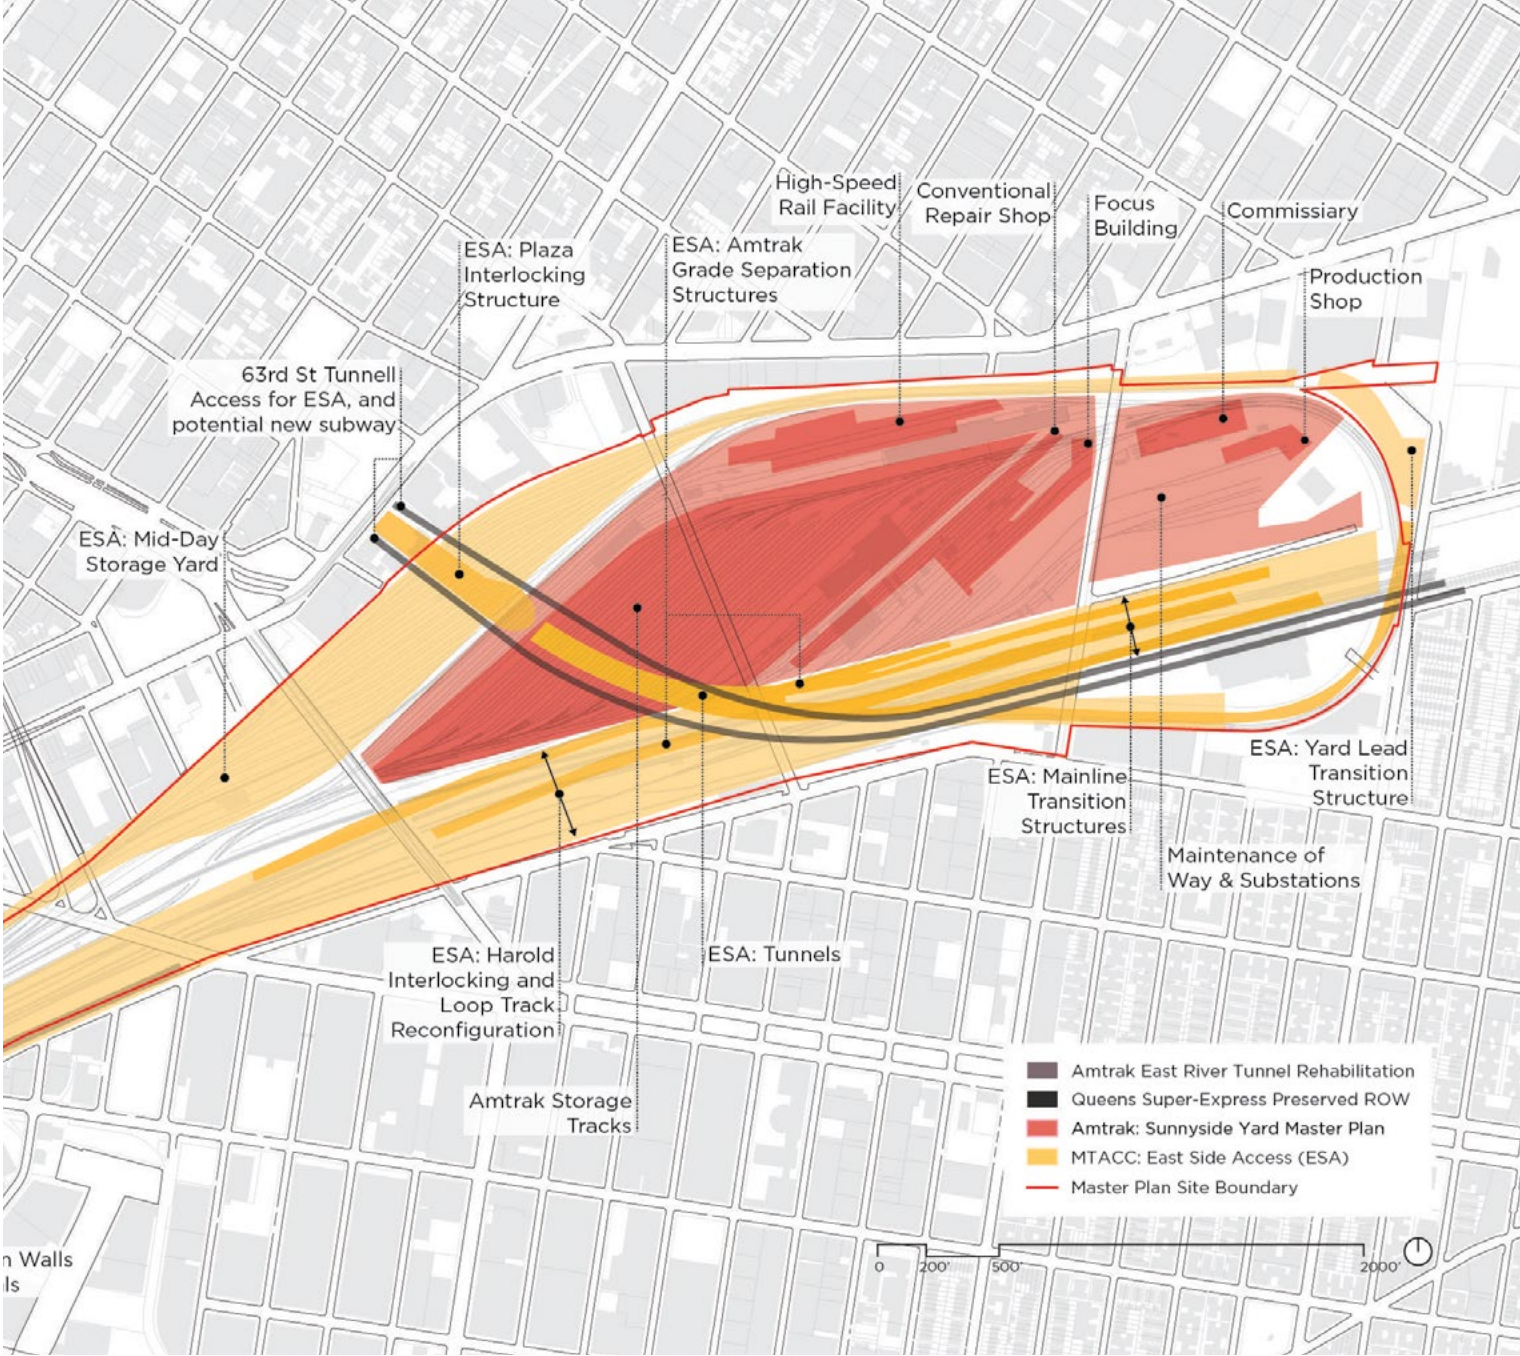 High-Speed
Rail Facility
Conventional
Repair Shop
Focus
Building
Commissiary
ESA: Plaza
Interlocking
Structure
ESA: Amtrak
Grade Separation
Structures
Production
Shop
63rd St Tunnell
Access for ESA, and
potential new subway
ESA: Mid-Day
Storage Yard
ESA: Yard Lead
Transition
Structure
ESA: Mainline
Transition
Structures
Maintenance of
Way & Substations
ESA: Harold
Interlocking and
Loop Track
Reconfiguration
ESA: Tunnels
Amtrak Storage
Tracks
Amtrak East River Tunnel Rehabilitation
Queens Super-Express Preserved ROW
Amtrak: Sunnyside Yard Master Plan
MTACC: East Side Access (ESA)
Master Plan Site Boundary
0 200' 500' 2000'
n Walls
ls